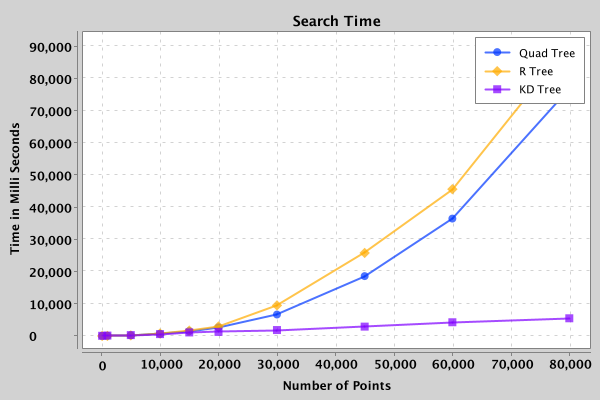 Search Time
Quad Tree
R Tree
KD Tree
Time in Milli Seconds
90,000
80,000
70,000
60,000
50,000
40,000
30,000
20,000
10,000
0
0 10,000 20,000 30,000 40,000 50,000 60,000 70,000 80,000
Number of Points